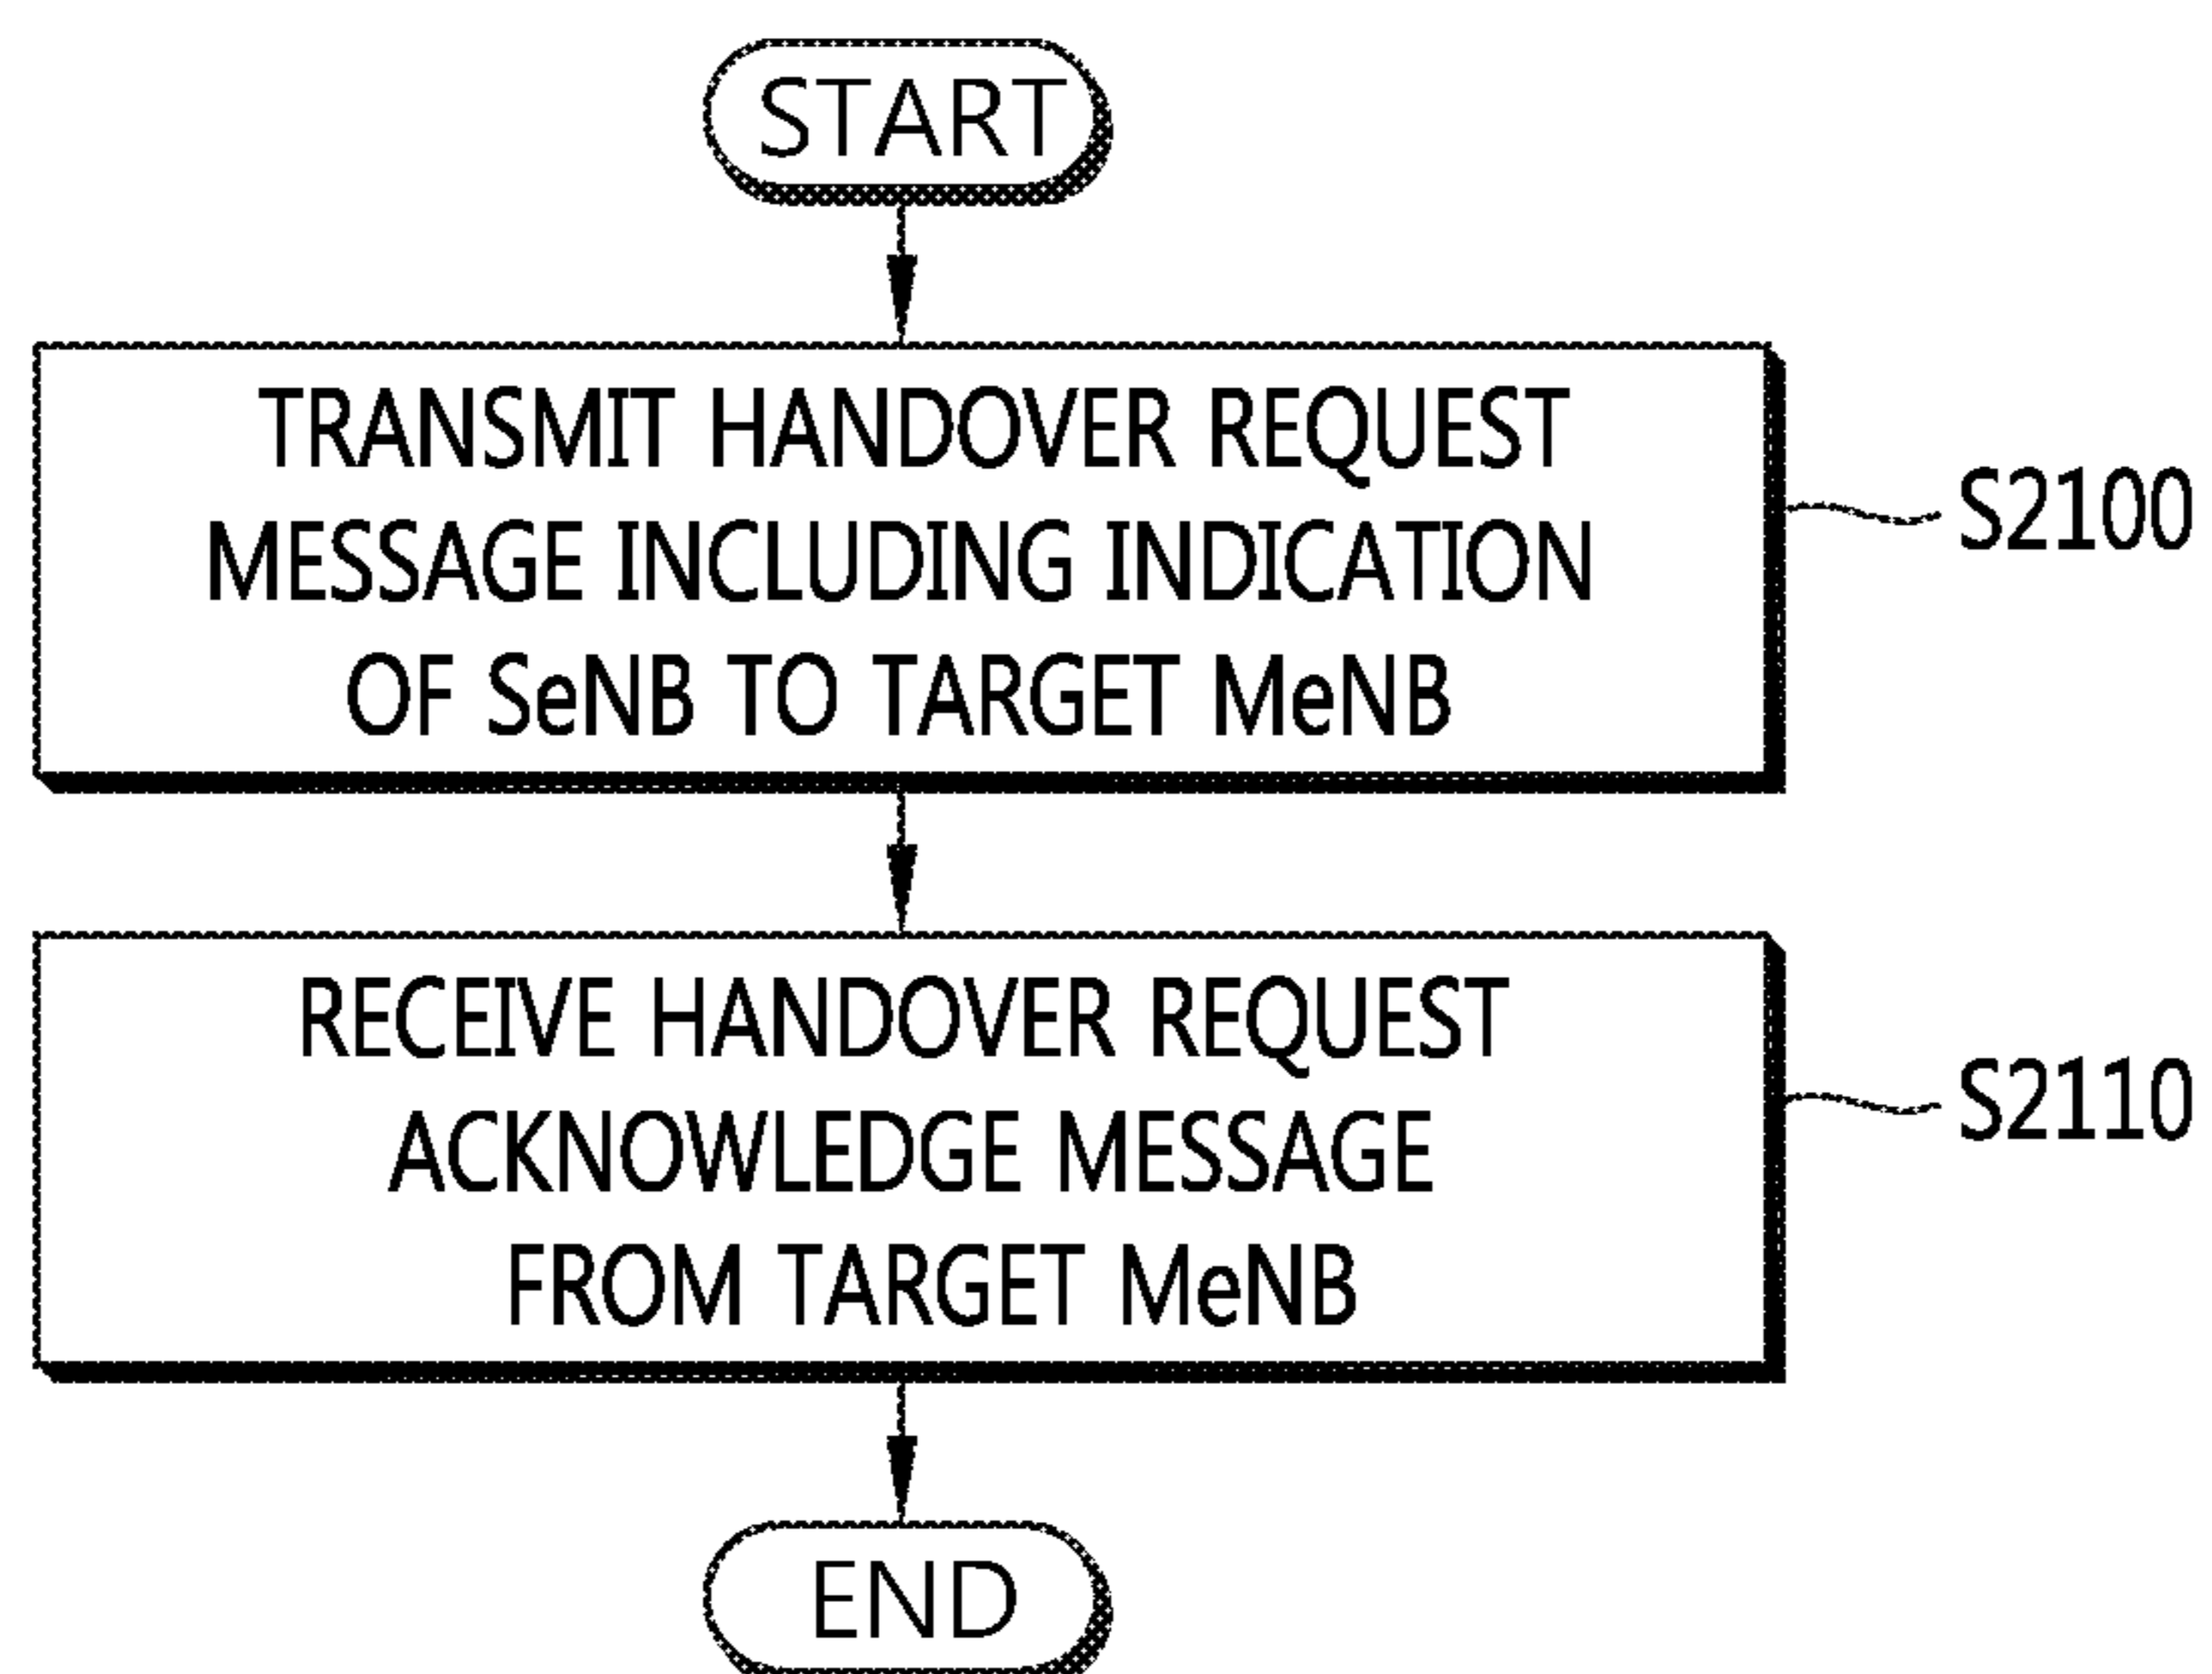 START
TRANSMIT HANDOVER REQUEST
MESSAGE INCLUDING INDICATION
OF SeNB TO TARGET MeNB
S2100
RECEIVE HANDOVER REQUEST
ACKNOWLEDGE MESSAGE
FROM TARGET MeNB
S2110
END